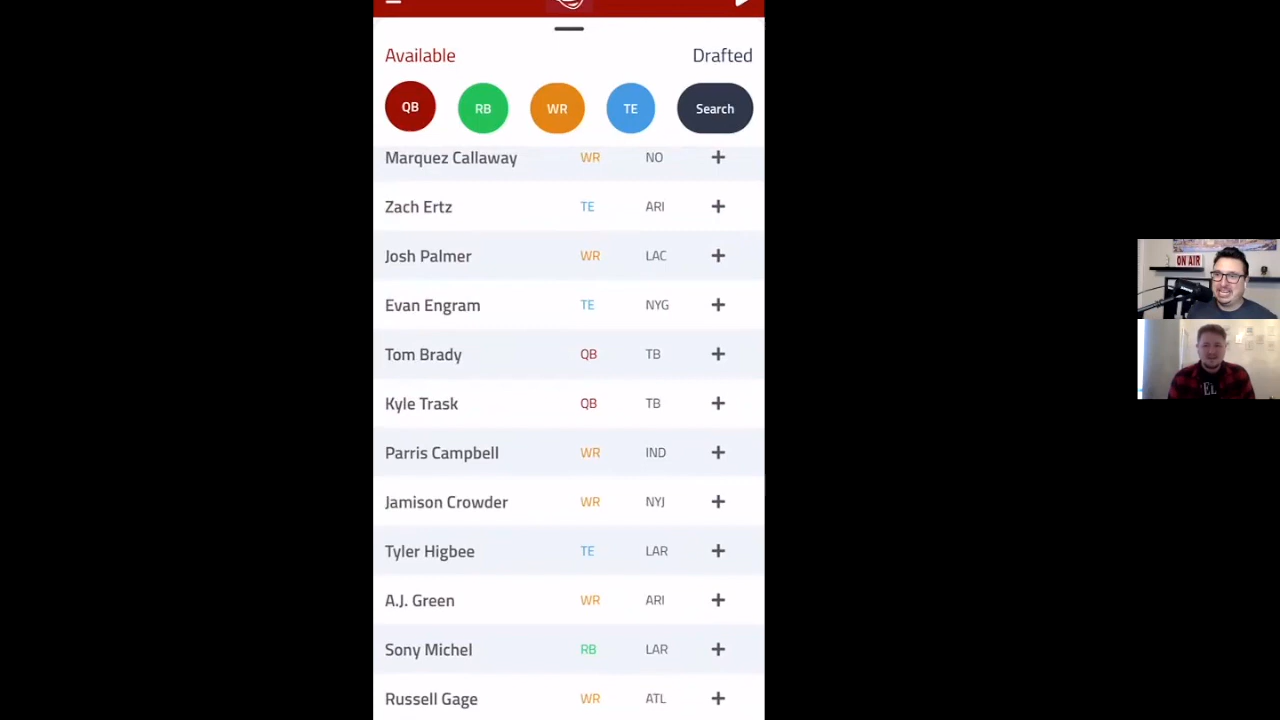 Available Drafted
QB RB WR TE Search
Marquez Callaway WR NO +
Zach Ertz TE ARI +
Josh Palmer WR LAC +
Evan Engram TE NYG +
Tom Brady QB TB +
Kyle Trask QB TB +
Parris Campbell WR IND +
Jamison Crowder WR NYJ +
Tyler Higbee TE LAR +
A.J. Green WR ARI +
Sony Michel RB LAR +
Russell Gage WR ATL +
ON AIR